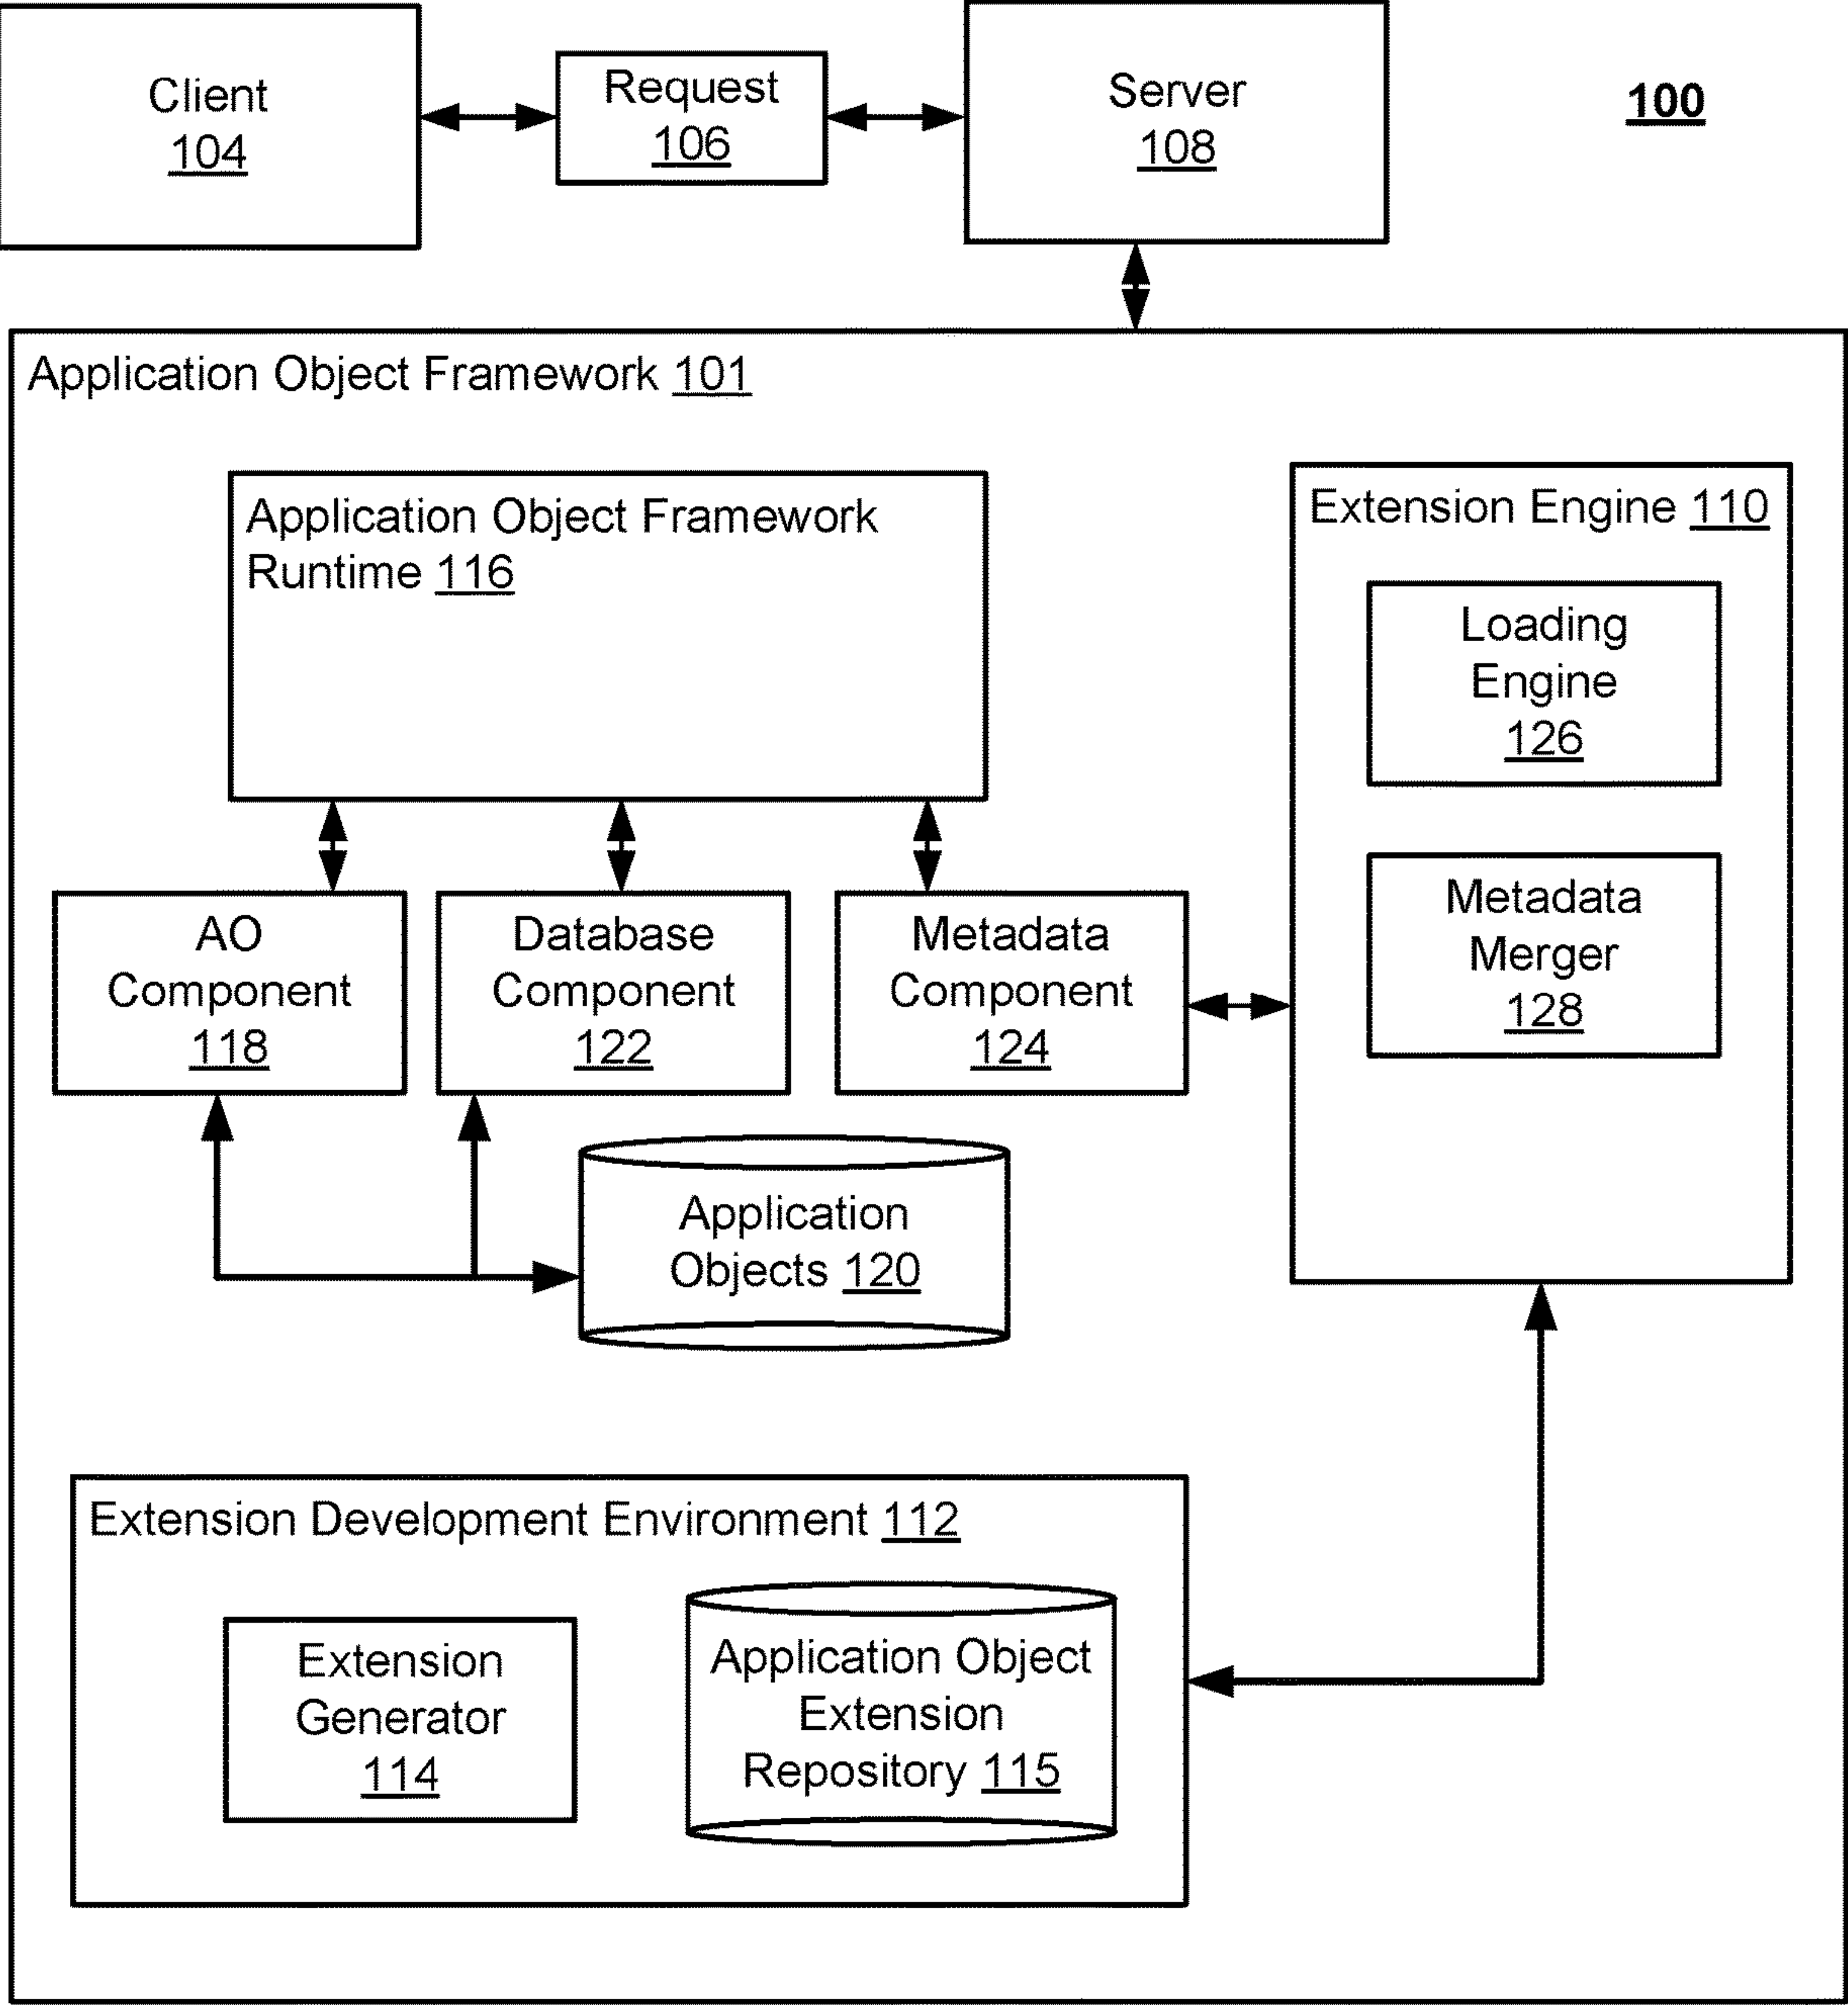 Client
104
Request
106
Server
108
100
Application Object Framework 101
Application Object Framework
Runtime 116
Extension Engine 110
Loading
Engine
126
Metadata
Merger
128
AO
Component
118
Database
Component
122
Metadata
Component
124
Application
Objects 120
Extension Development Environment 112
Extension
Generator
114
Application Object
Extension
Repository 115